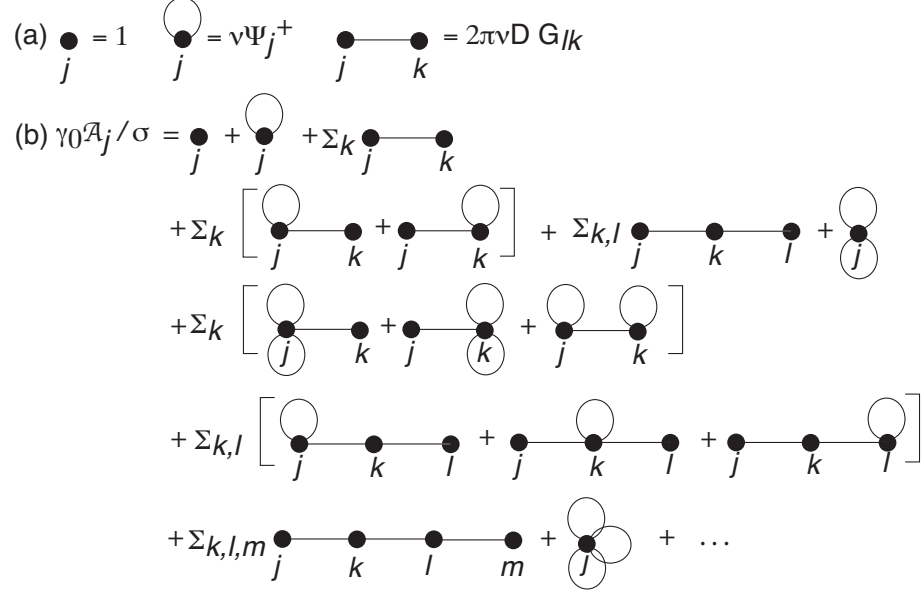 (a) j = 1 j = νΨj+ j k = 2πνD Glk
(b) γ0𝒜j/σ = j + j +Σk j k
+Σk [ j k + j k ] + Σk,l j k l + j
+Σk [ j k + j k + j k ]
+Σk,l [ j k l + j k l + j k l ]
+Σk,l,m j k l m + j + ...